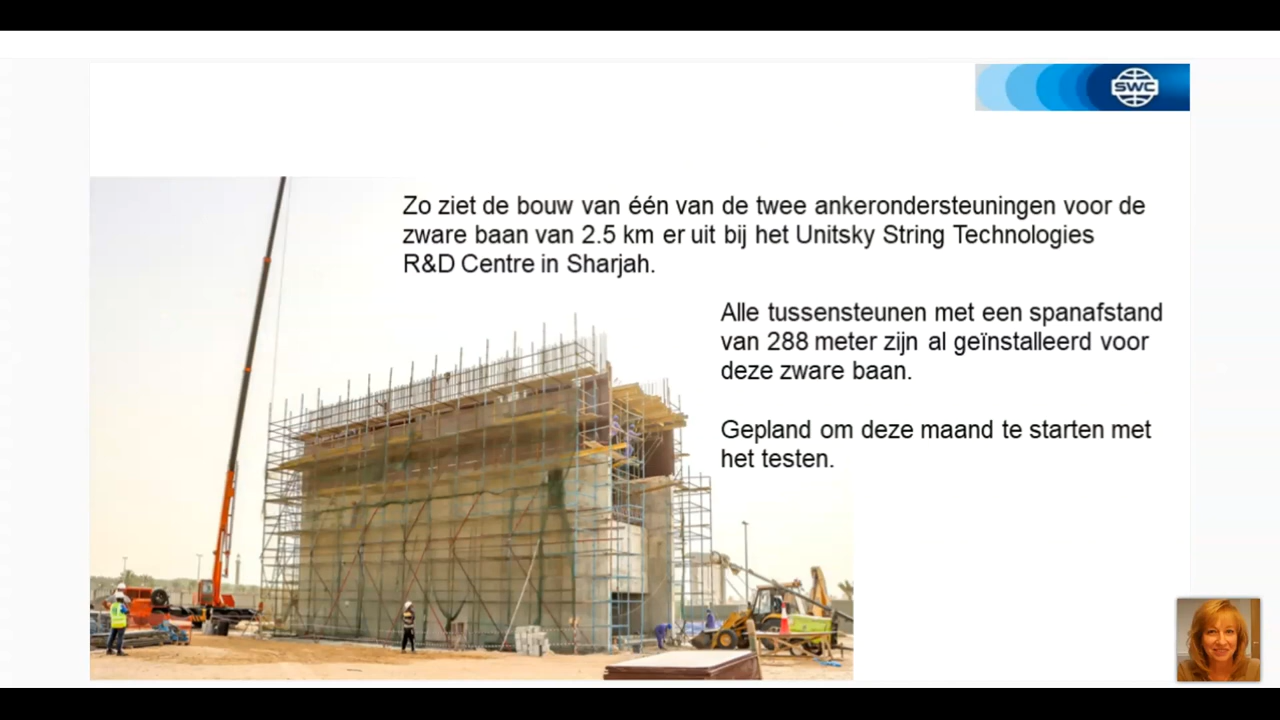 SWC
Zo ziet de bouw van één van de twee ankerondersteuningen voor de
zware baan van 2.5 km er uit bij het Unitsky String Technologies
R&D Centre in Sharjah.
Alle tussensteunen met een spanafstand
van 288 meter zijn al geïnstalleerd voor
deze zware baan.
Gepland om deze maand te starten met
het testen.